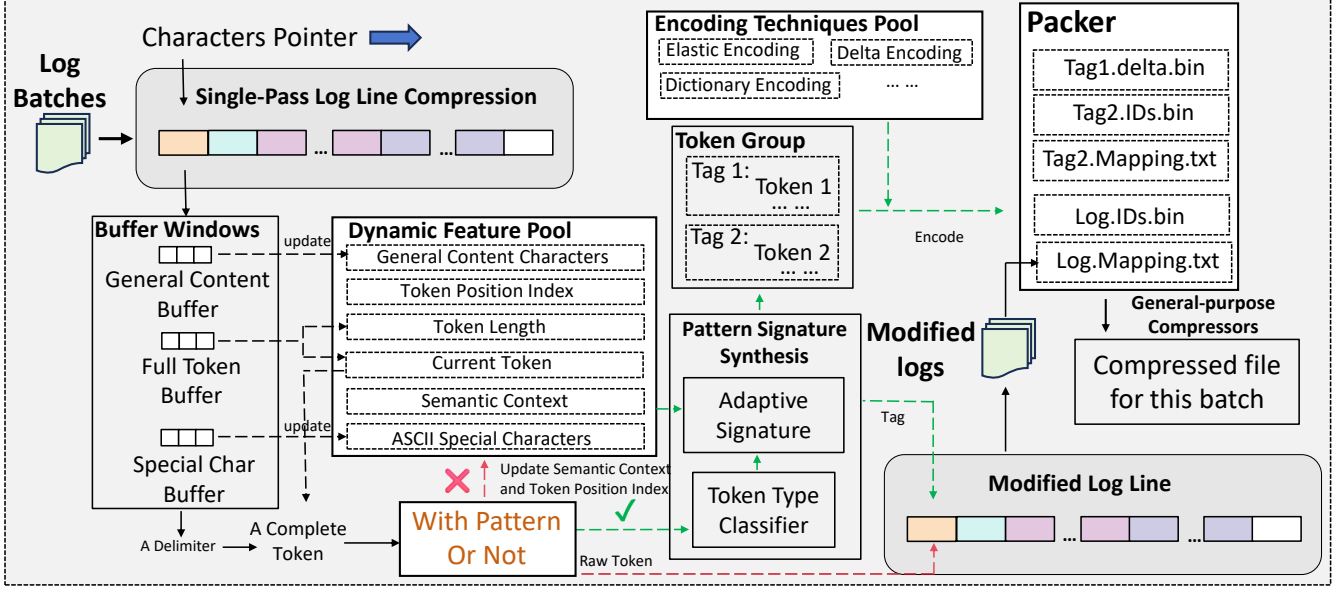 Characters Pointer
Log
Batches
Single-Pass Log Line Compression
...
...
Buffer Windows
General Content
Buffer
Full Token
Buffer
Special Char
Buffer
A Delimiter
A Complete
Token
update
update
Dynamic Feature Pool
General Content Characters
Token Position Index
Token Length
Current Token
Semantic Context
ASCII Special Characters
Update Semantic Context
and Token Position Index
With Pattern
Or Not
Raw Token
Encoding Techniques Pool
Elastic Encoding
Delta Encoding
Dictionary Encoding
... ...
Token Group
Tag 1:
Token 1
... ...
Tag 2:
Token 2
... ...
Encode
Pattern Signature
Synthesis
Adaptive
Signature
Token Type
Classifier
Tag
Modified
logs
Packer
Tag1.delta.bin
Tag2.IDs.bin
Tag2.Mapping.txt
Log.IDs.bin
Log.Mapping.txt
General-purpose
Compressors
Compressed file
for this batch
Modified Log Line
...
...